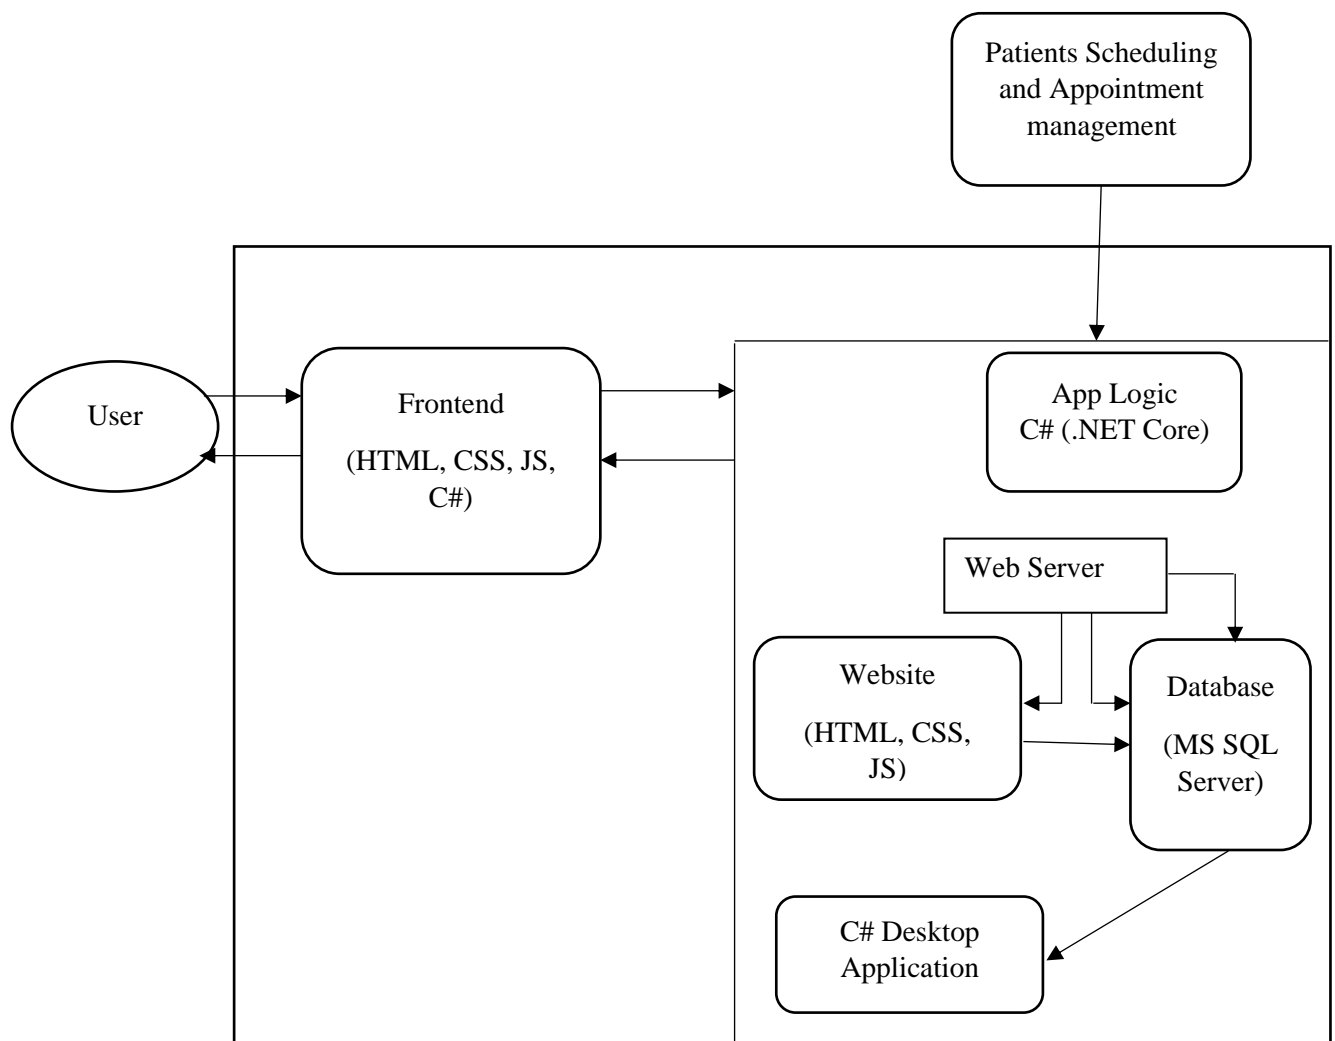 Patients Scheduling
and Appointment
management
User
Frontend
(HTML, CSS, JS,
C#)
App Logic
C# (.NET Core)
Web Server
Website
(HTML, CSS,
JS)
Database
(MS SQL
Server)
C# Desktop
Application